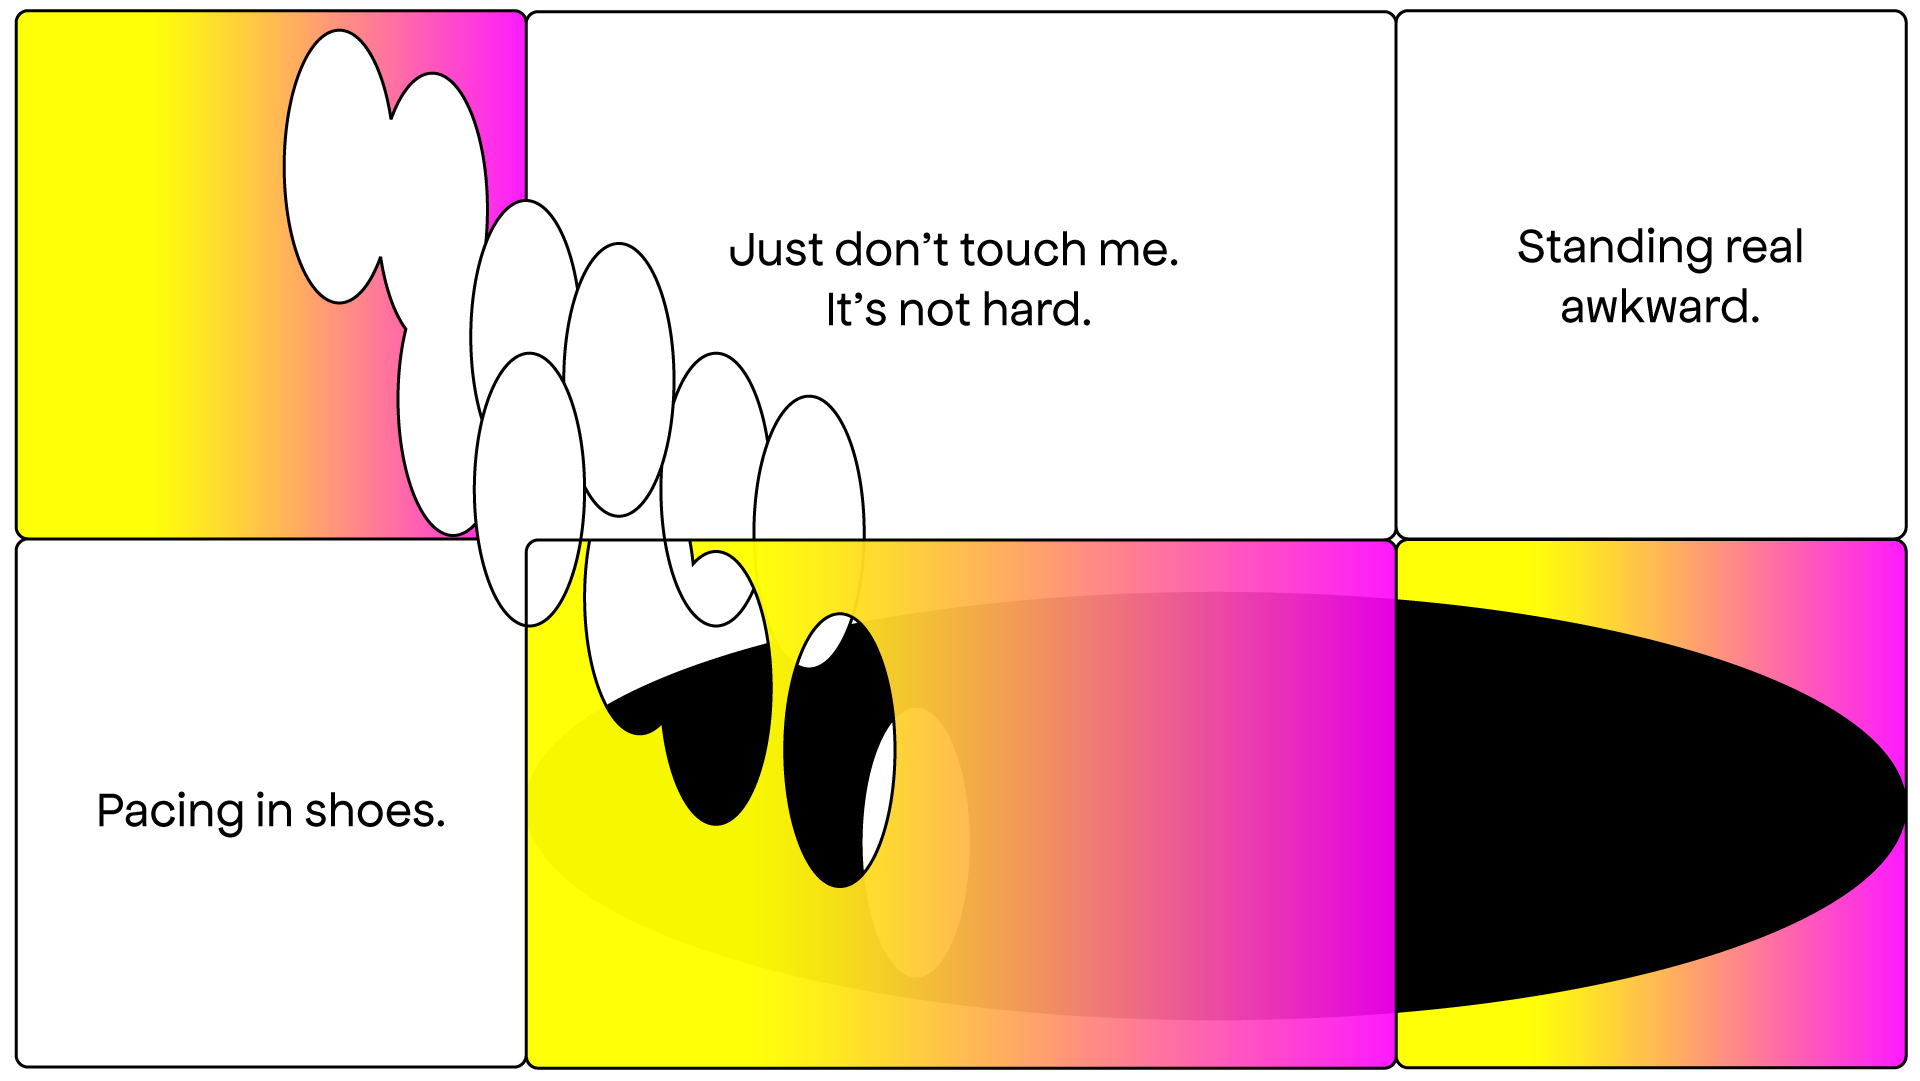 Just don’t touch me.
It’s not hard.
Standing real
awkward.
Pacing in shoes.